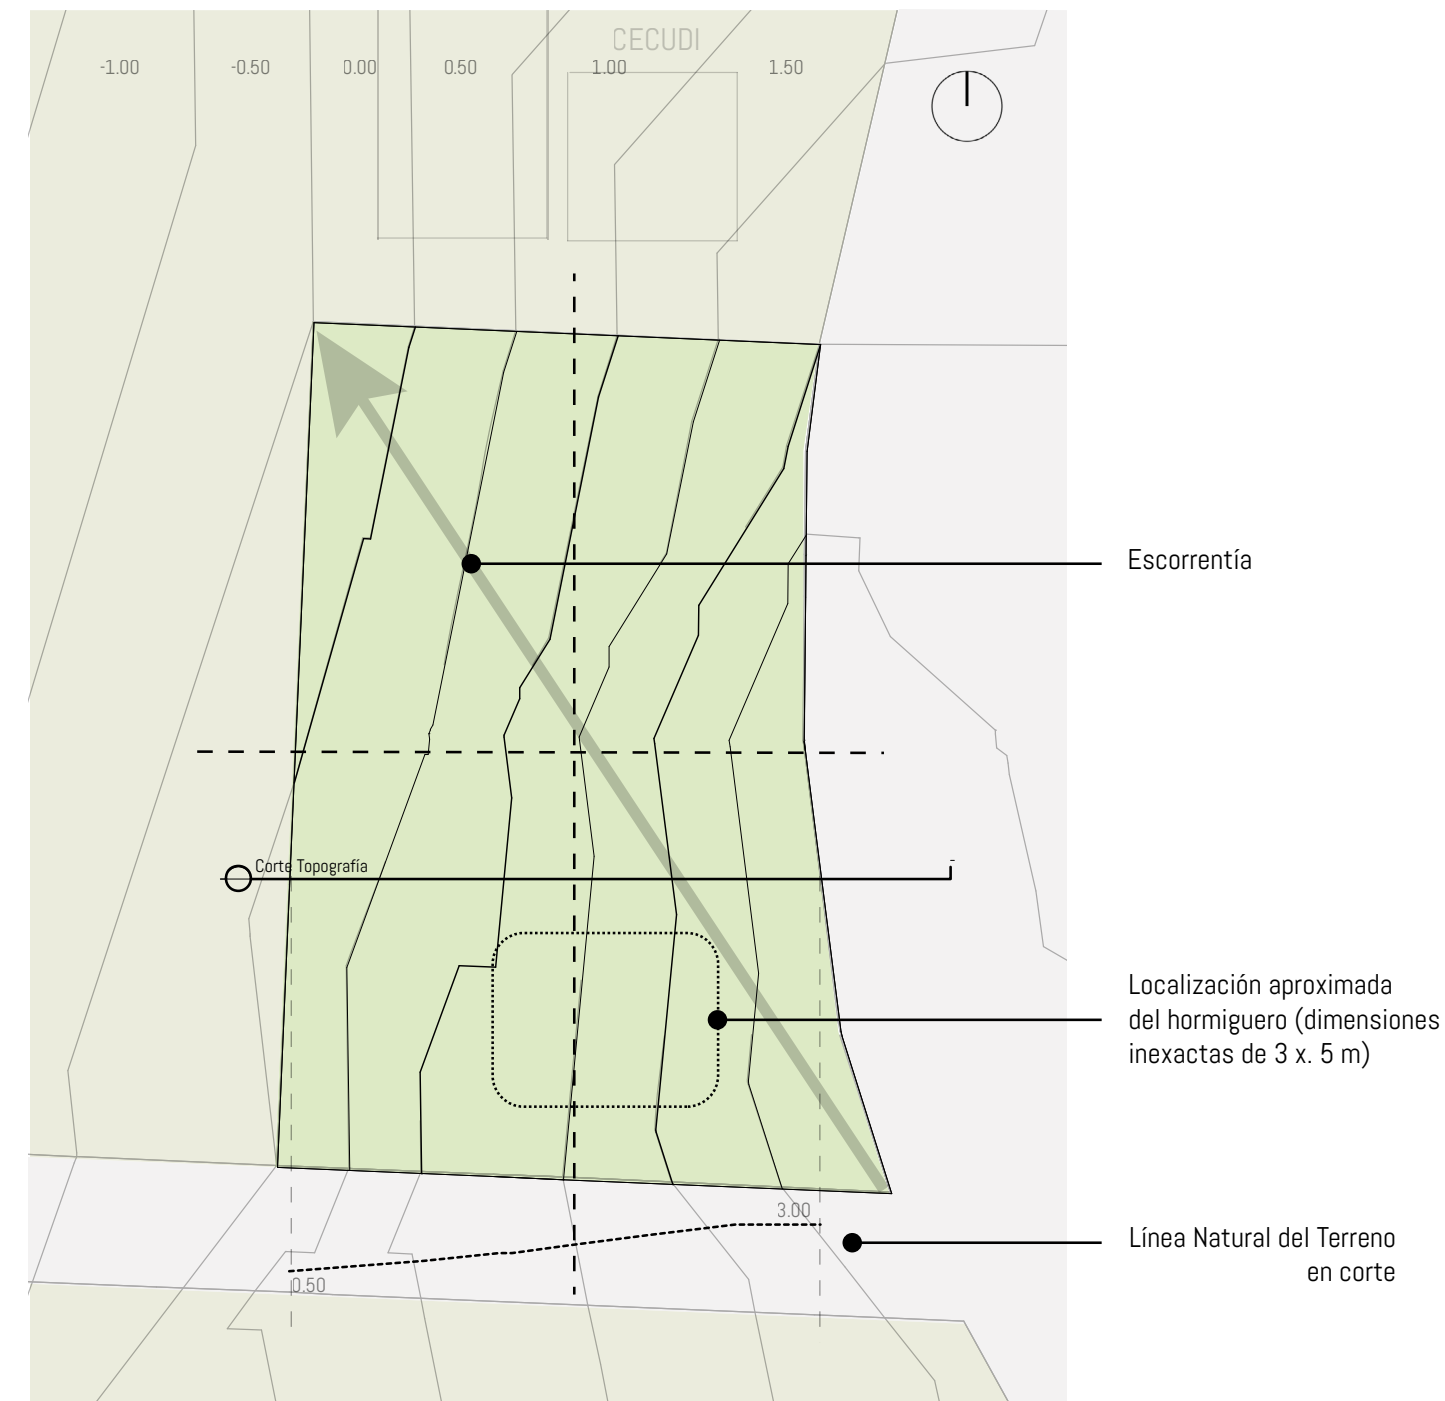 CECUDI
-1.00
-0.50
0.00
0.50
1.00
1.50
Escorrentía
Corte Topografía
-
Localización aproximada
del hormiguero (dimensiones
inexactas de 3 x. 5 m)
3.00
Línea Natural del Terreno
en corte
0.50